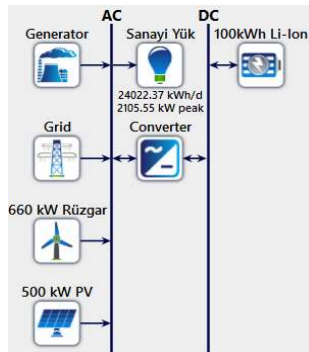 AC DC
Generator Sanayi Yük 100kWh Li-Ion
24022.37 kWh/d
2105.55 kW peak
Grid Converter
660 kW Rüzgar
500 kW PV